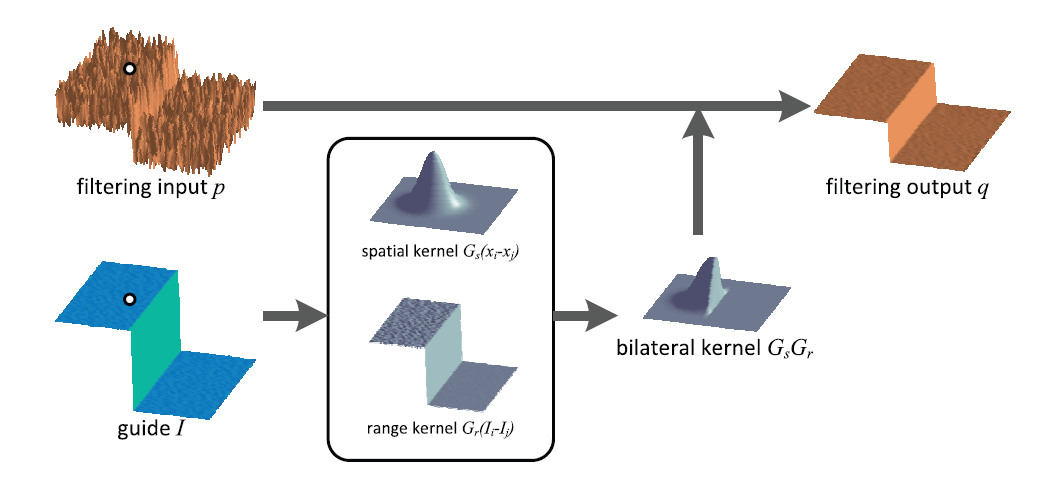 filtering input p
filtering output q
spatial kernel Gs(xi-xj)
bilateral kernel GsGr
guide I
range kernel Gr(Ii-Ij)